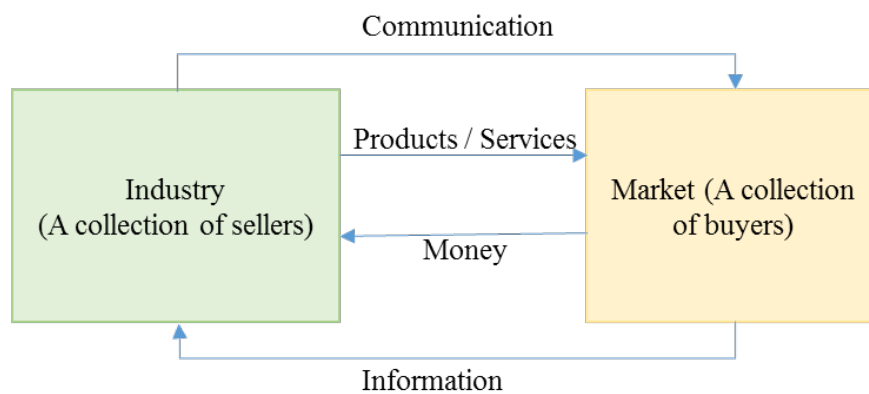 Communication
Products / Services
Industry
(A collection of sellers)
Market (A collection
of buyers)
Money
Information